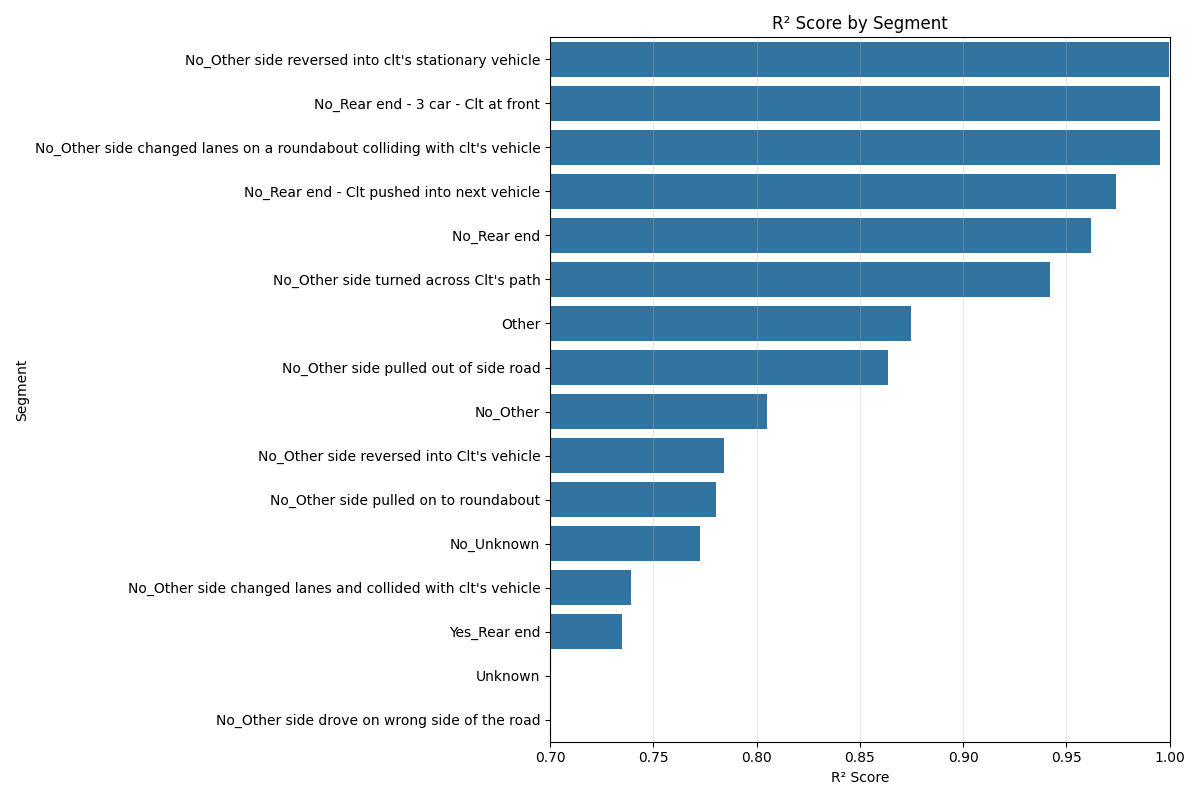 R² Score by Segment
No_Other side reversed into clt's stationary vehicle
No_Rear end - 3 car - Clt at front
No_Other side changed lanes on a roundabout colliding with clt's vehicle
No_Rear end - Clt pushed into next vehicle
No_Rear end
No_Other side turned across Clt's path
Other
No_Other side pulled out of side road
No_Other
No_Other side reversed into Clt's vehicle
No_Other side pulled on to roundabout
No_Unknown
No_Other side changed lanes and collided with clt's vehicle
Yes_Rear end
Unknown
No_Other side drove on wrong side of the road
Segment
0.70 0.75 0.80 0.85 0.90 0.95 1.00
R² Score